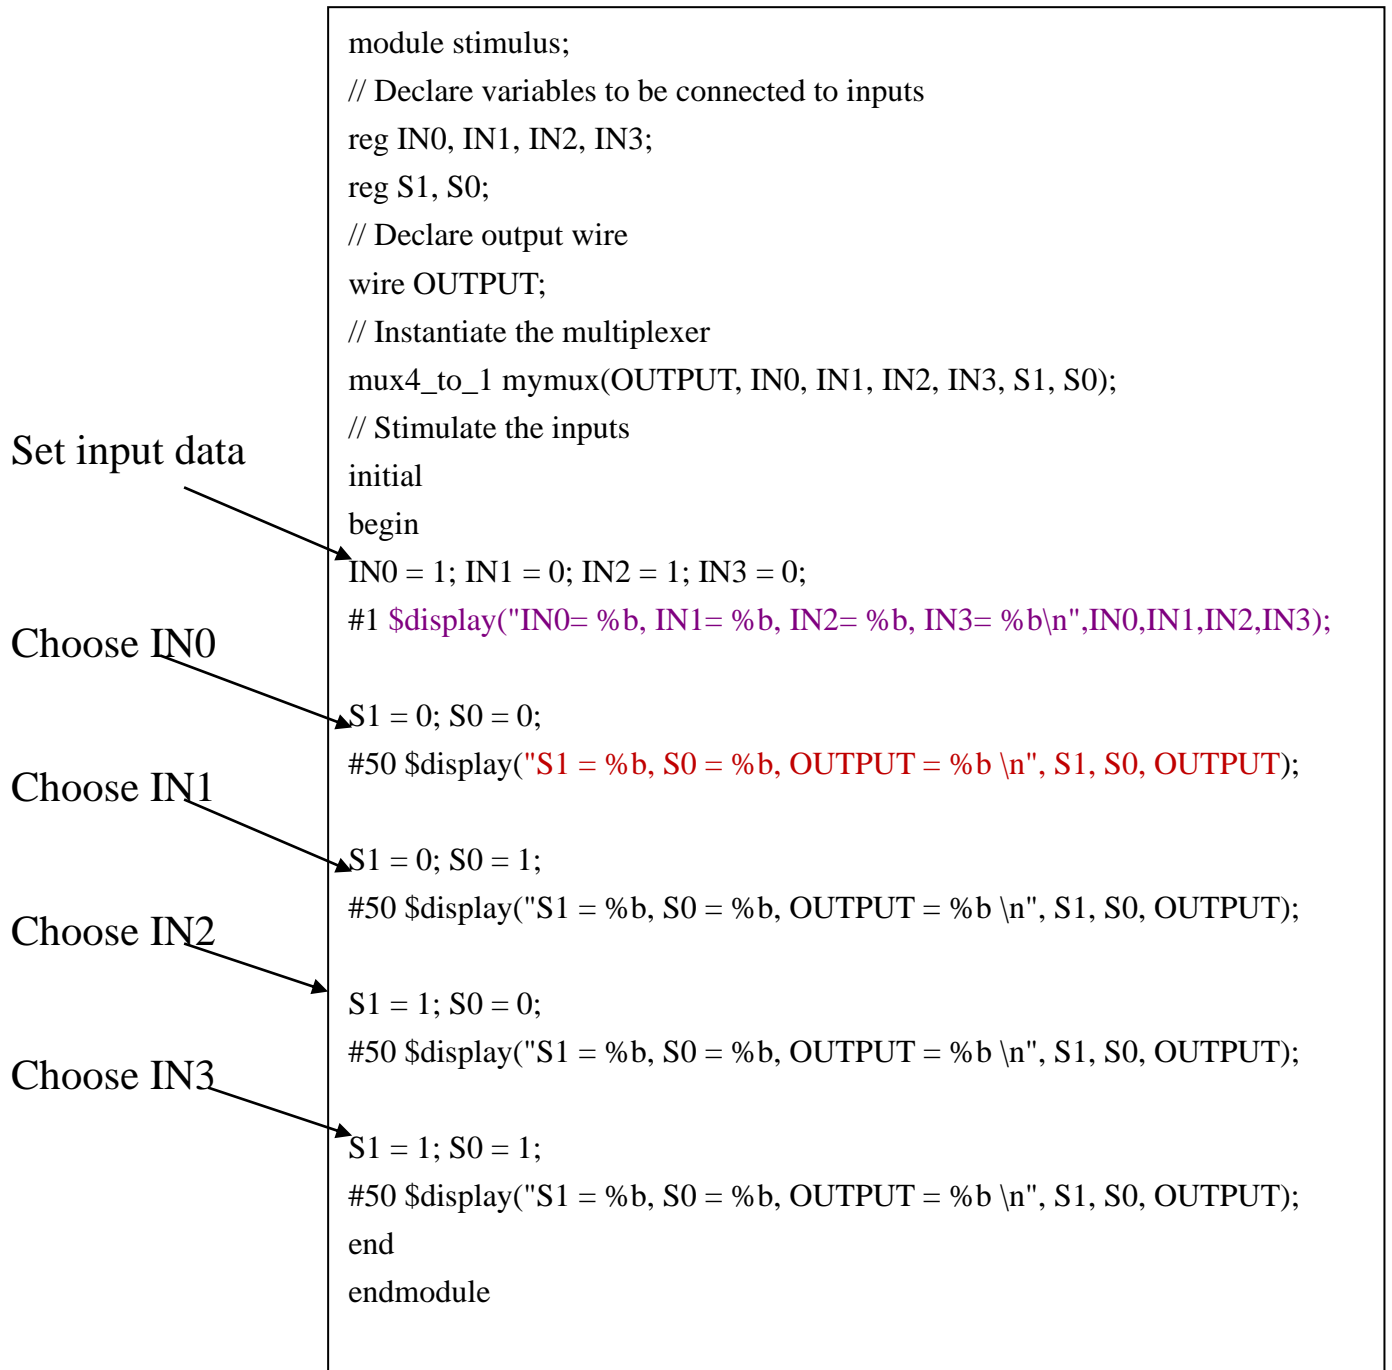 module stimulus;
// Declare variables to be connected to inputs
reg IN0, IN1, IN2, IN3;
reg S1, S0;
// Declare output wire
wire OUTPUT;
// Instantiate the multiplexer
mux4_to_1 mymux(OUTPUT, IN0, IN1, IN2, IN3, S1, S0);
// Stimulate the inputs
Set input data
initial
begin
IN0 = 1; IN1 = 0; IN2 = 1; IN3 = 0;
#1 $display("IN0= %b, IN1= %b, IN2= %b, IN3= %b\n",IN0,IN1,IN2,IN3);
Choose IN0
S1 = 0; S0 = 0;
#50 $display("S1 = %b, S0 = %b, OUTPUT = %b \n", S1, S0, OUTPUT);
Choose IN1
S1 = 0; S0 = 1;
#50 $display("S1 = %b, S0 = %b, OUTPUT = %b \n", S1, S0, OUTPUT);
Choose IN2
S1 = 1; S0 = 0;
#50 $display("S1 = %b, S0 = %b, OUTPUT = %b \n", S1, S0, OUTPUT);
Choose IN3
S1 = 1; S0 = 1;
#50 $display("S1 = %b, S0 = %b, OUTPUT = %b \n", S1, S0, OUTPUT);
end
endmodule